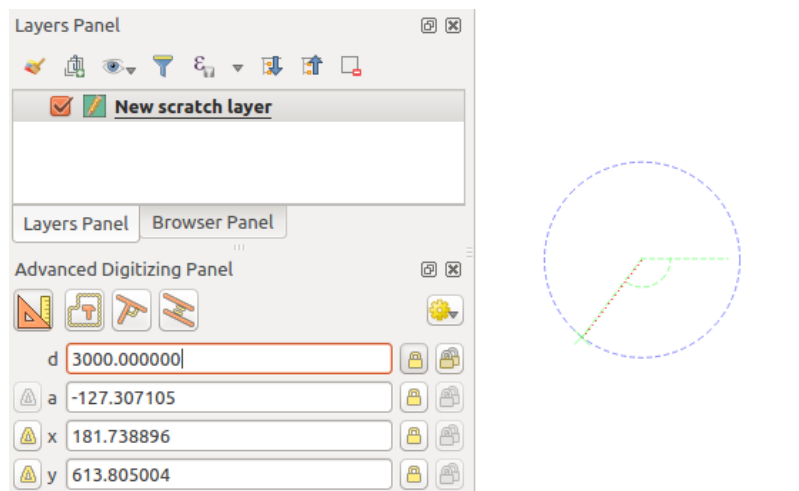 Layers Panel
New scratch layer
Layers Panel
Browser Panel
Advanced Digitizing Panel
d 3000.000000
a -127.307105
x 181.738896
y 613.805004